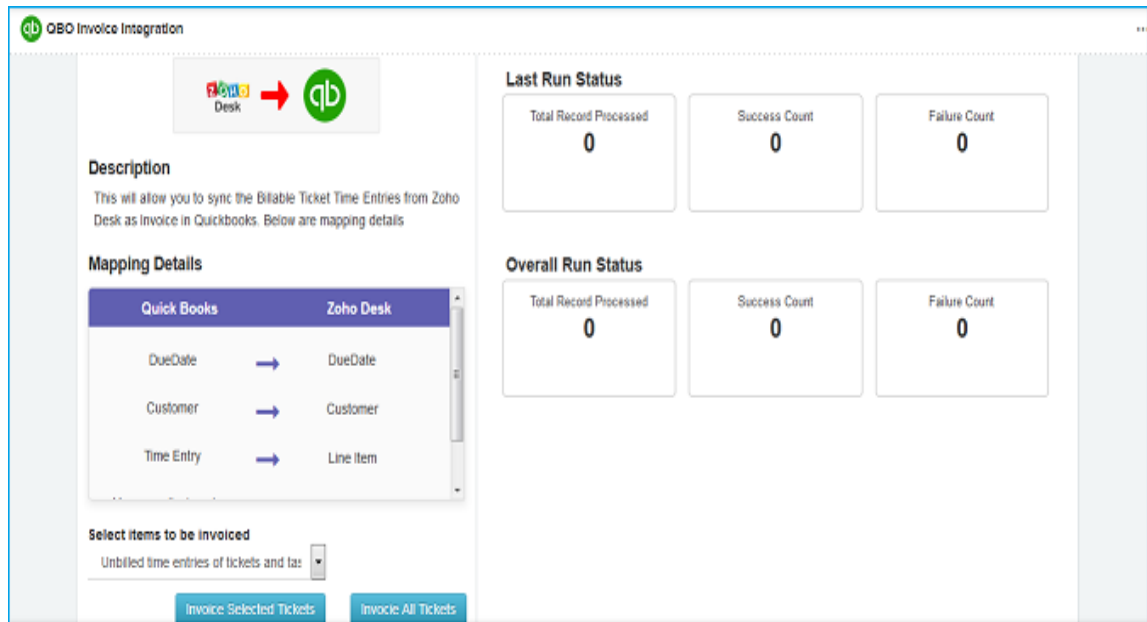 qb QBO Invoice Integration
...
ZOHO
Desk
qb
Description
This will allow you to sync the Billable Ticket Time Entries from Zoho
Desk as Invoice in Quickbooks. Below are mapping details
Mapping Details
Quick Books Zoho Desk
DueDate DueDate
Customer Customer
Time Entry Line Item
Select items to be invoiced
Unbilled time entries of tickets and tas
Invoice Selected Tickets Invocie All Tickets
Last Run Status
Total Record Processed Success Count Failure Count
0 0 0
Overall Run Status
Total Record Processed Success Count Failure Count
0 0 0